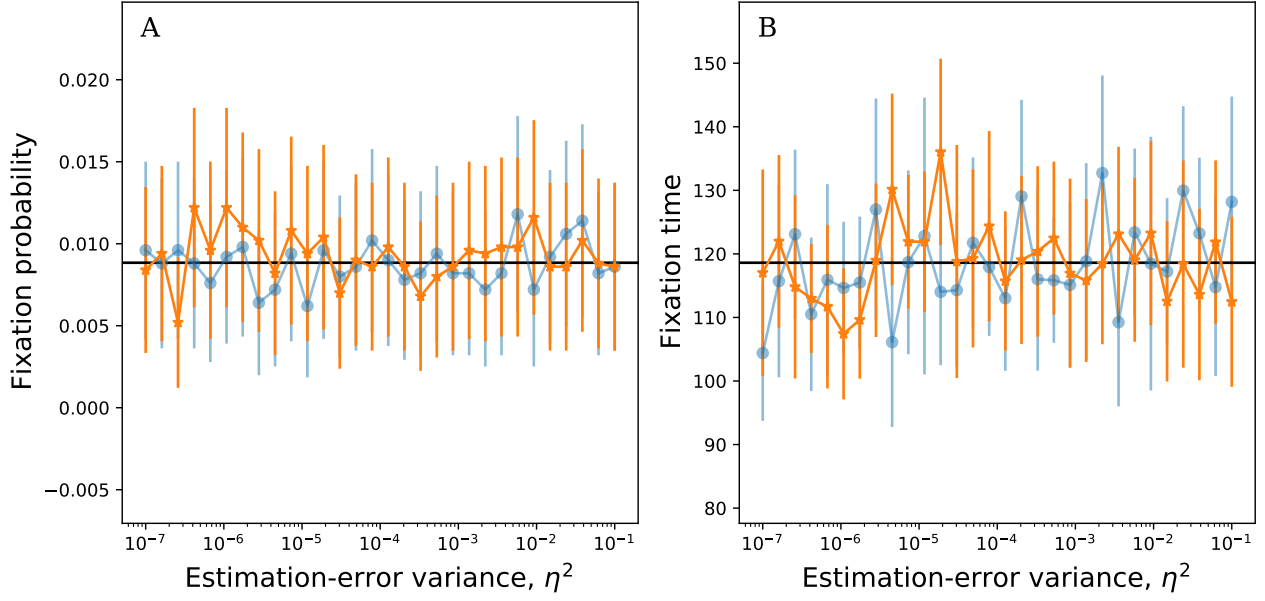 A
Fixation probability
0.020
0.015
0.010
0.005
0.000
−0.005
10⁻⁷ 10⁻⁶ 10⁻⁵ 10⁻⁴ 10⁻³ 10⁻² 10⁻¹
Estimation-error variance, η²
B
Fixation time
150
140
130
120
110
100
90
80
10⁻⁷ 10⁻⁶ 10⁻⁵ 10⁻⁴ 10⁻³ 10⁻² 10⁻¹
Estimation-error variance, η²